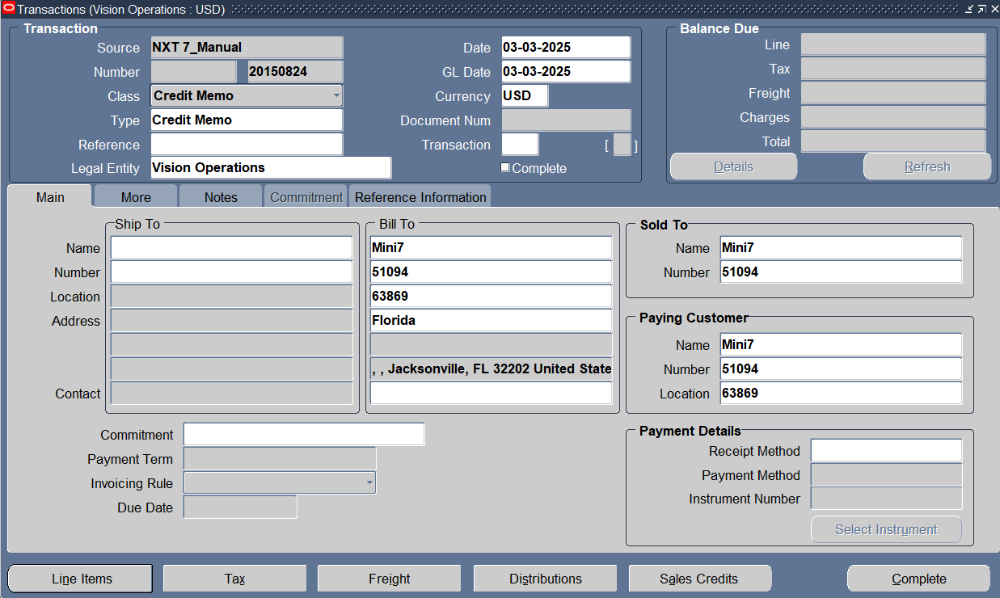 Transactions (Vision Operations : USD)
Transaction
Source NXT 7_Manual
Number 20150824
Class Credit Memo
Type Credit Memo
Reference
Legal Entity Vision Operations
Date 03-03-2025
GL Date 03-03-2025
Currency USD
Document Num
Transaction [ ]
Complete
Balance Due
Line
Tax
Freight
Charges
Total
Details Refresh
Main More Notes Commitment Reference Information
Ship To
Name
Number
Location
Address
Contact
Bill To
Mini7
51094
63869
Florida
, , Jacksonville, FL 32202 United State
Sold To
Name Mini7
Number 51094
Paying Customer
Name Mini7
Number 51094
Location 63869
Commitment
Payment Term
Invoicing Rule
Due Date
Payment Details
Receipt Method
Payment Method
Instrument Number
Select Instrument
Line Items Tax Freight Distributions Sales Credits Complete